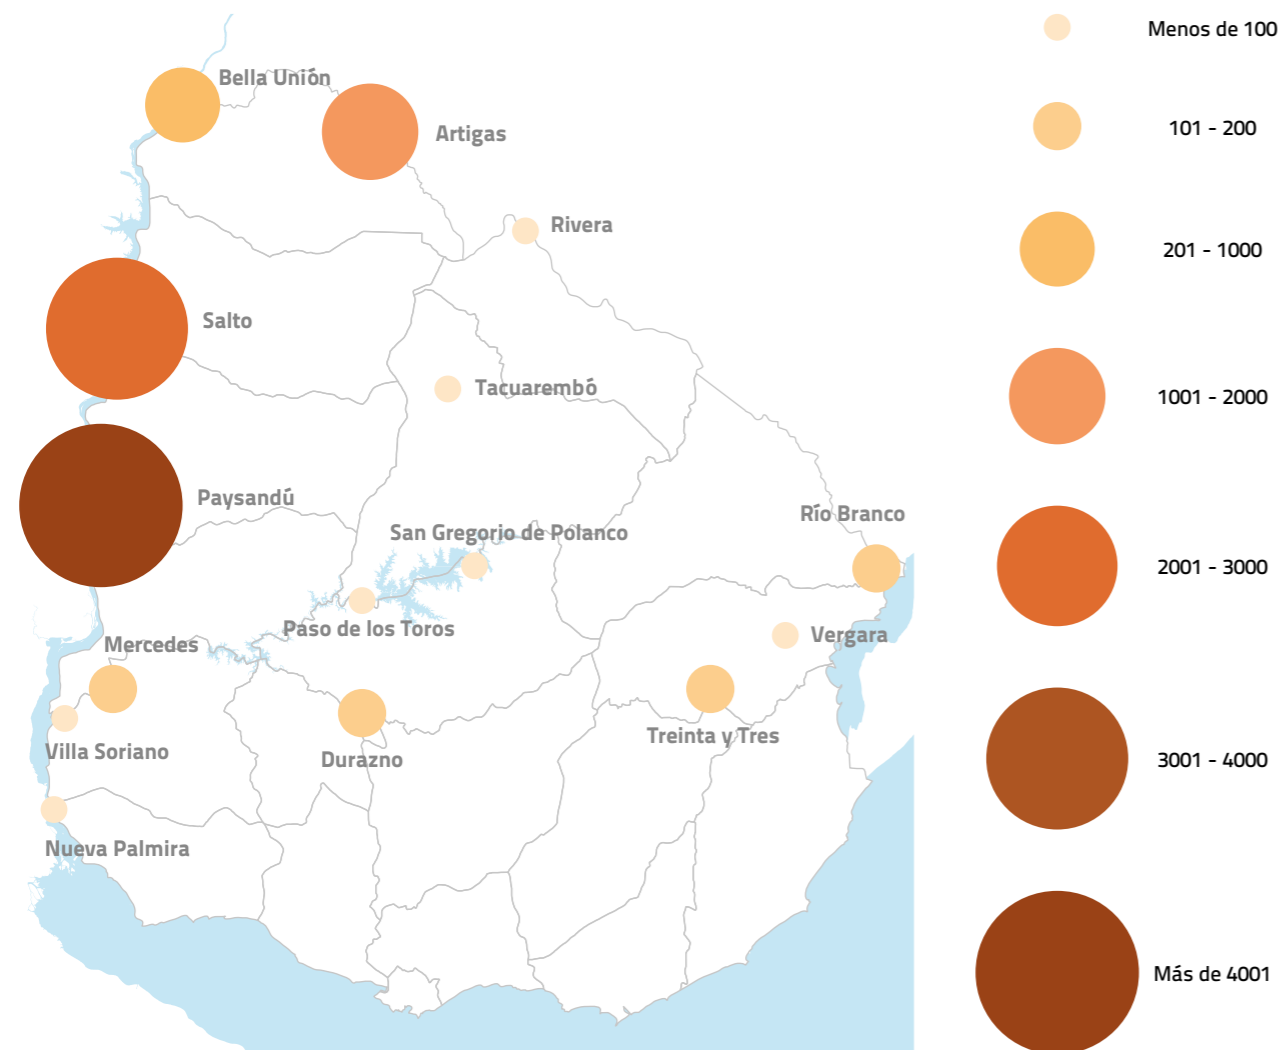 Bella Unión
Artigas
Rivera
Salto
Tacuarembó
Paysandú
San Gregorio de Polanco
Río Branco
Paso de los Toros
Vergara
Mercedes
Villa Soriano
Durazno
Treinta y Tres
Nueva Palmira
Menos de 100
101 - 200
201 - 1000
1001 - 2000
2001 - 3000
3001 - 4000
Más de 4001